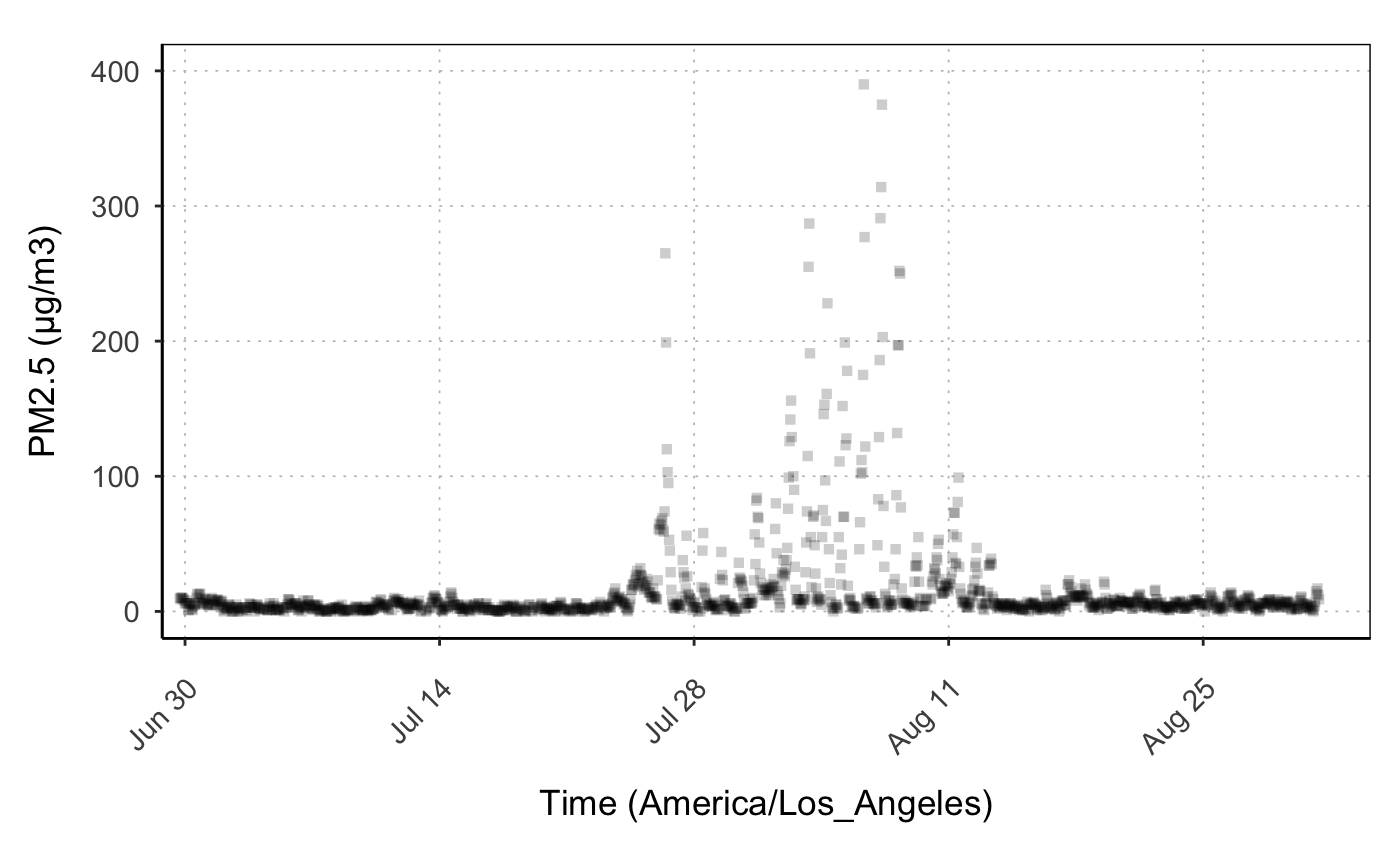 PM2.5 (µg/m3)
400
300
200
100
0
Jun 30
Jul 14
Jul 28
Aug 11
Aug 25
Time (America/Los_Angeles)